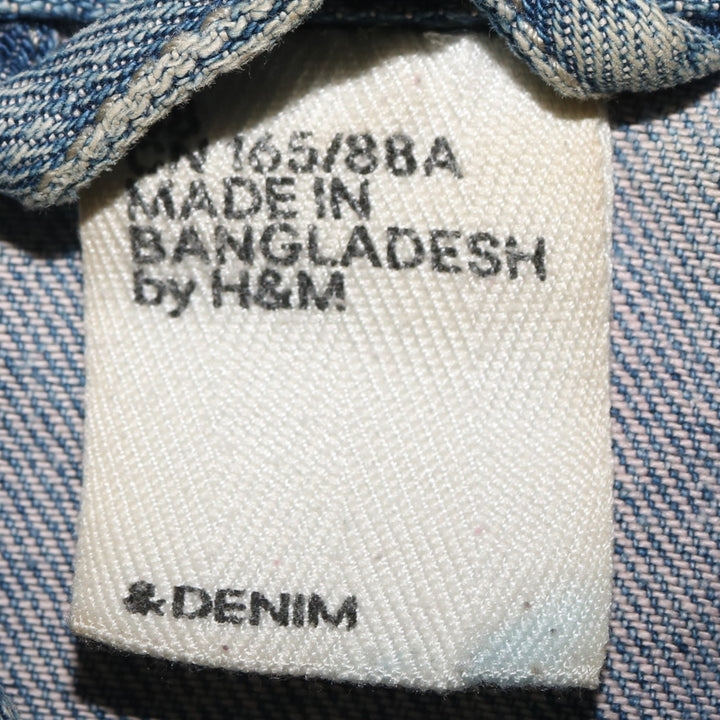 CN 165/88A
MADE IN
BANGLADESH
by H&M
&DENIM